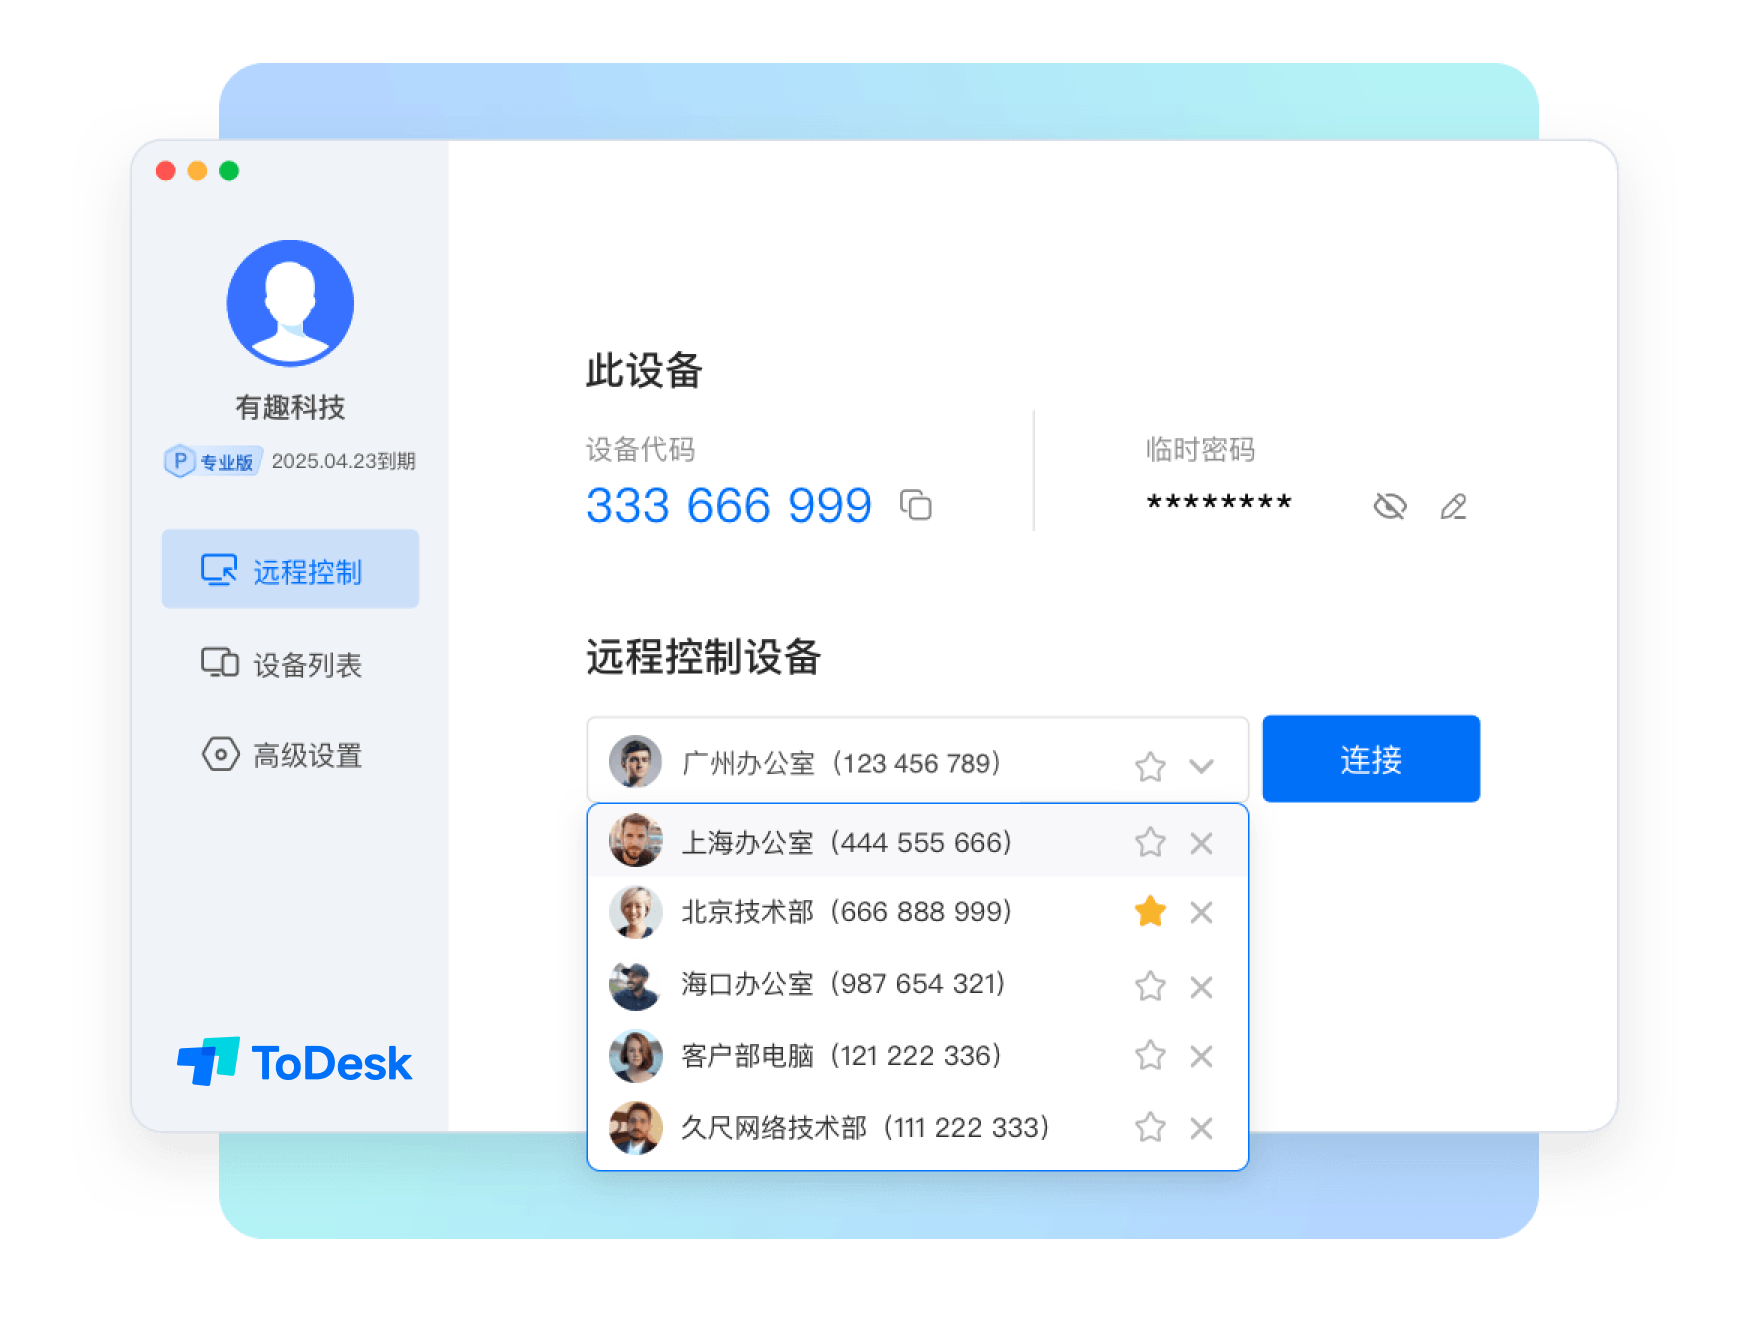 有趣科技
P 专业版 2025.04.23到期
远程控制
设备列表
高级设置
ToDesk
此设备
设备代码
333 666 999
临时密码
********
远程控制设备
广州办公室（123 456 789）
连接
上海办公室（444 555 666）
北京技术部（666 888 999）
海口办公室（987 654 321）
客户部电脑（121 222 336）
久尺网络技术部（111 222 333）